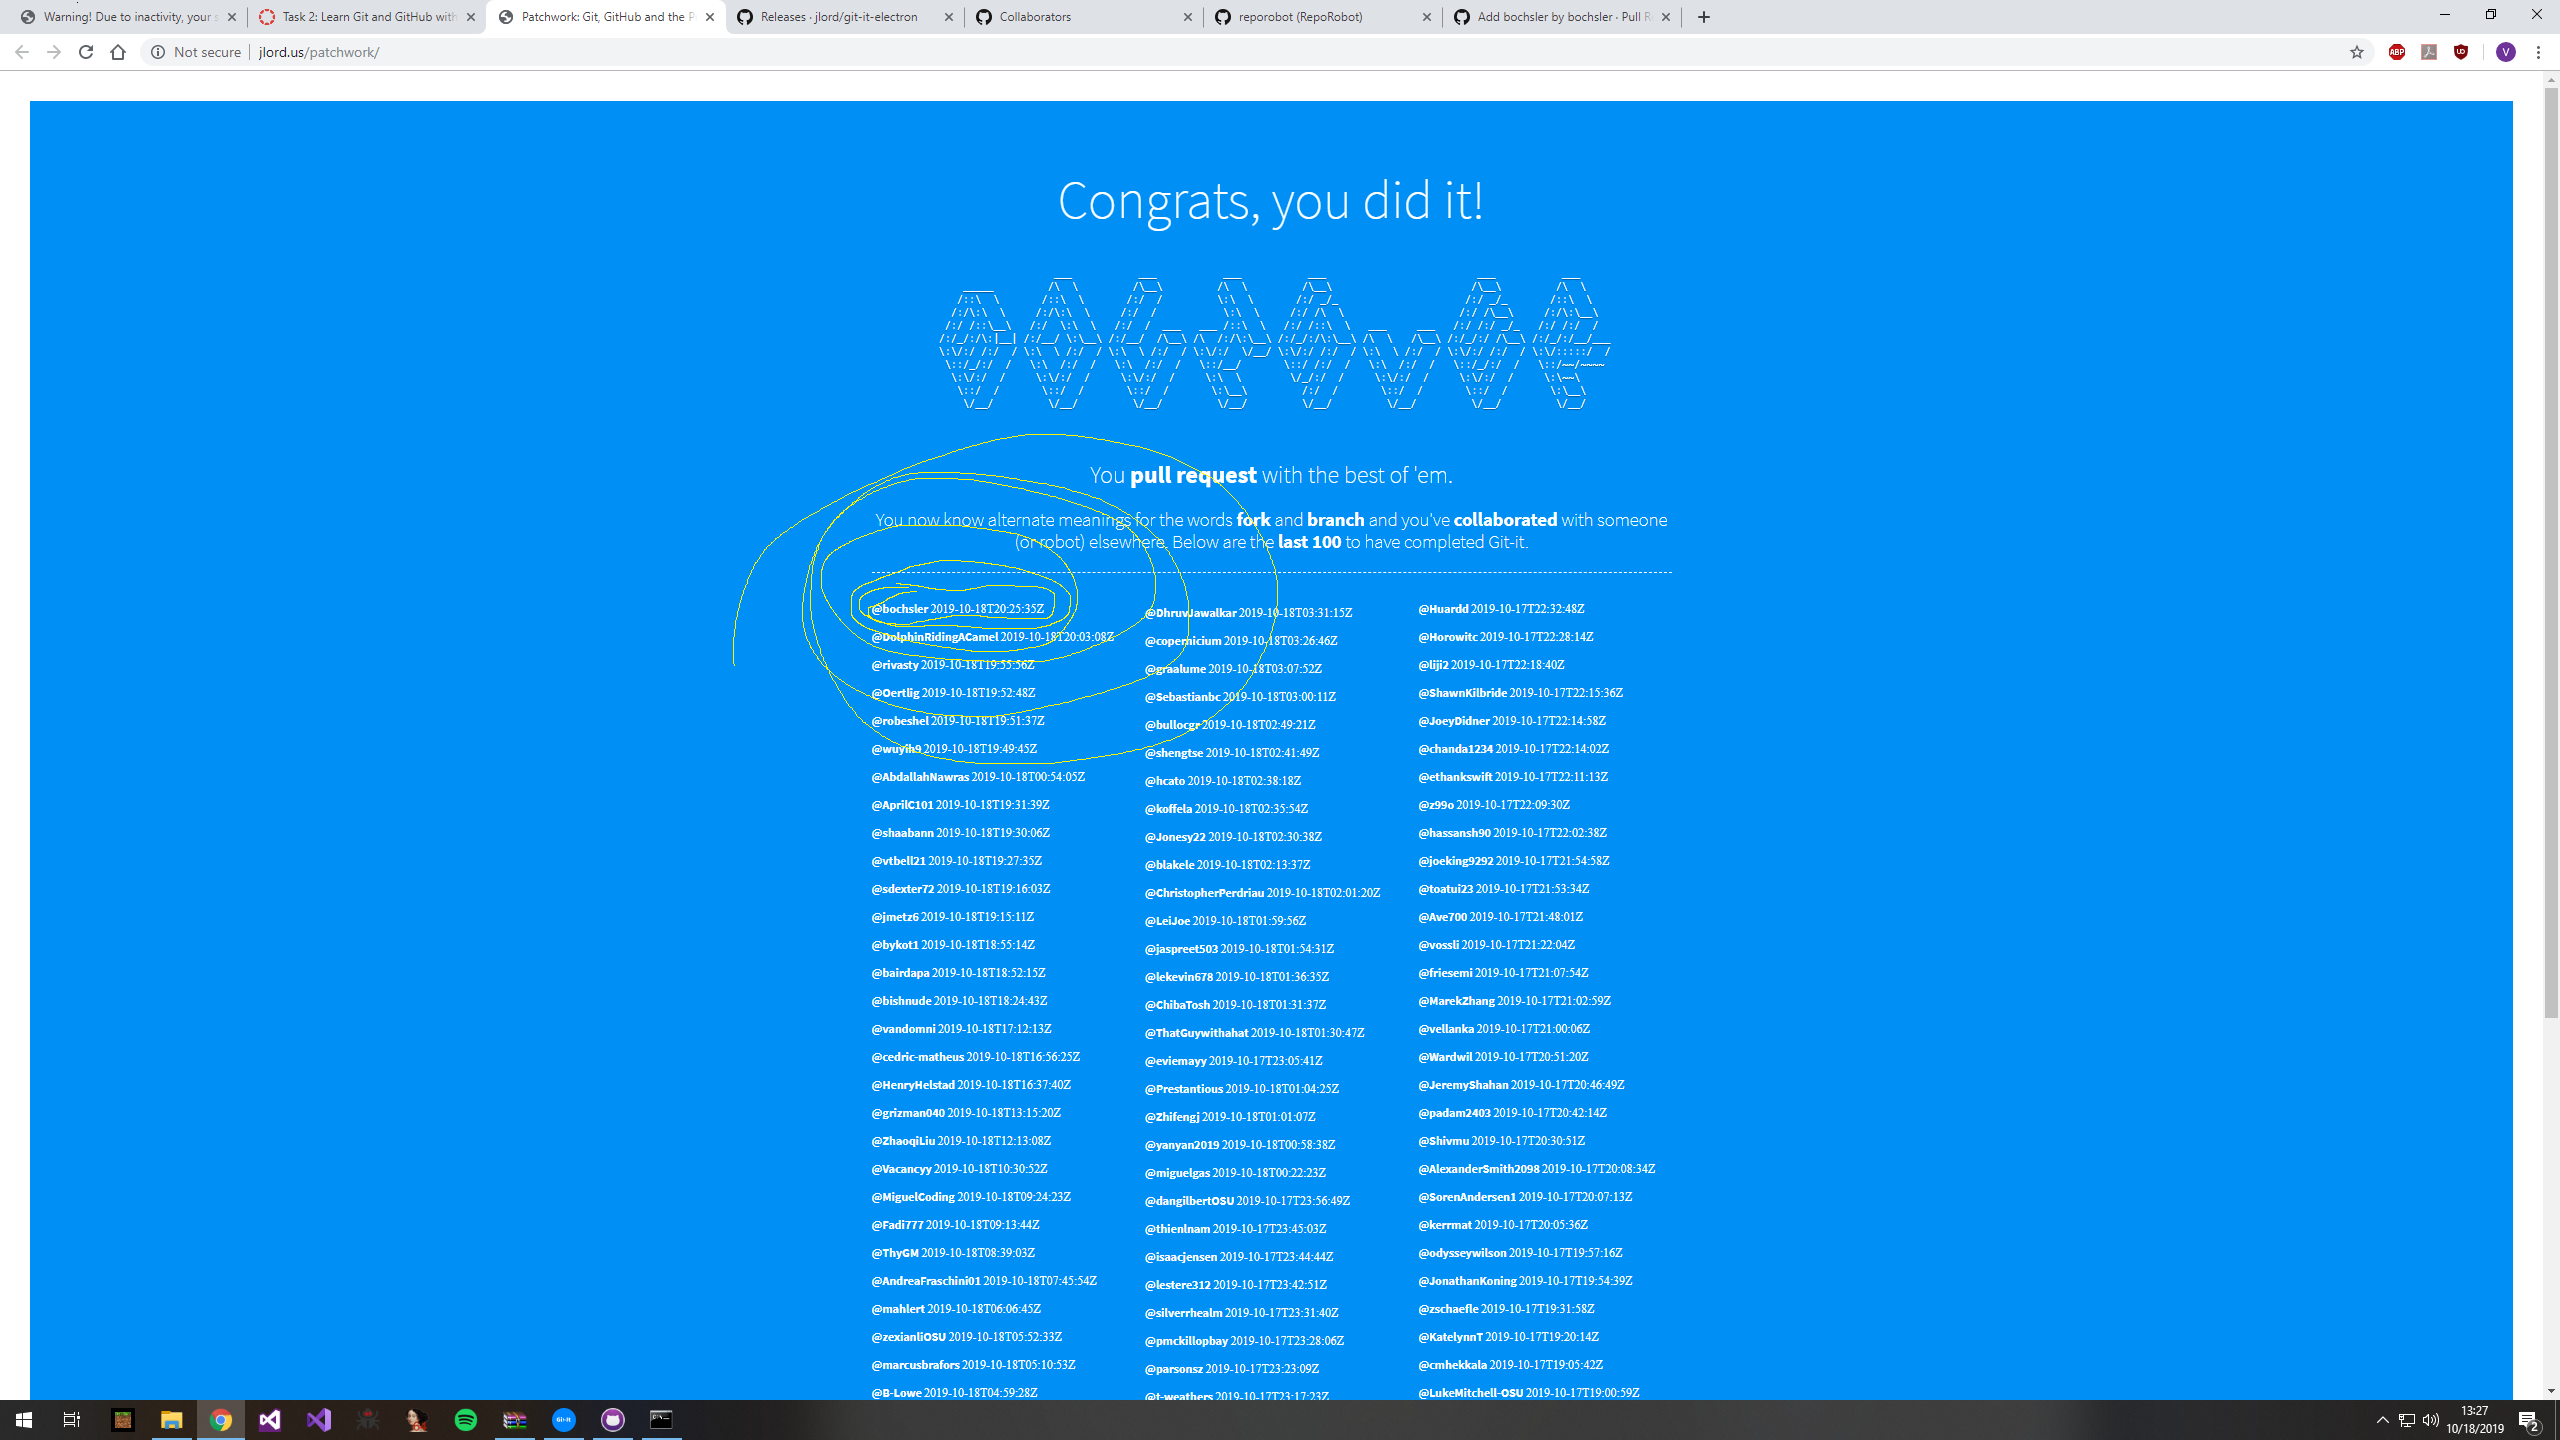 Warning! Due to inactivity, your s
Task 2: Learn Git and GitHub with
Patchwork: Git, GitHub and the P
Releases · jlord/git-it-electron
Collaborators
reporobot (RepoRobot)
Add bochsler by bochsler · Pull R
Not secure
jlord.us/patchwork/
Congrats, you did it!
You pull request with the best of 'em.
You now know alternate meanings for the words fork and branch and you've collaborated with someone
(or robot) elsewhere. Below are the last 100 to have completed Git-it.
@bochsler 2019-10-18T20:25:35Z
@DolphinRidingACamel 2019-10-18T20:03:08Z
@rivasty 2019-10-18T19:55:56Z
@Oertlig 2019-10-18T19:52:48Z
@robeshel 2019-10-18T19:51:37Z
@wuyih9 2019-10-18T19:49:45Z
@AbdallahNawras 2019-10-18T00:54:05Z
@AprilC101 2019-10-18T19:31:39Z
@shaabann 2019-10-18T19:30:06Z
@vtbell21 2019-10-18T19:27:35Z
@sdexter72 2019-10-18T19:16:03Z
@jmetz6 2019-10-18T19:15:11Z
@bykot1 2019-10-18T18:55:14Z
@bairdapa 2019-10-18T18:52:15Z
@bishnude 2019-10-18T18:24:43Z
@vandomni 2019-10-18T17:12:13Z
@cedric-matheus 2019-10-18T16:56:25Z
@HenryHelstad 2019-10-18T16:37:40Z
@grizman040 2019-10-18T13:15:20Z
@ZhaoqiLiu 2019-10-18T12:13:08Z
@Vacancyy 2019-10-18T10:30:52Z
@MiguelCoding 2019-10-18T09:24:23Z
@Fadi777 2019-10-18T09:13:44Z
@ThyGM 2019-10-18T08:39:03Z
@AndreaFraschini01 2019-10-18T07:45:54Z
@mahlert 2019-10-18T06:06:45Z
@zexianliOSU 2019-10-18T05:52:33Z
@marcusbrafors 2019-10-18T05:10:53Z
@B-Lowe 2019-10-18T04:59:28Z
@DhruvJawalkar 2019-10-18T03:31:15Z
@copernicium 2019-10-18T03:26:46Z
@graalume 2019-10-18T03:07:52Z
@Sebastianbc 2019-10-18T03:00:11Z
@bullocgr 2019-10-18T02:49:21Z
@shengtse 2019-10-18T02:41:49Z
@hcato 2019-10-18T02:38:18Z
@koffela 2019-10-18T02:35:54Z
@Jonesy22 2019-10-18T02:30:38Z
@blakele 2019-10-18T02:13:37Z
@ChristopherPerdriau 2019-10-18T02:01:20Z
@LeiJoe 2019-10-18T01:59:56Z
@jaspreet503 2019-10-18T01:54:31Z
@lekevin678 2019-10-18T01:36:35Z
@ChibaTosh 2019-10-18T01:31:37Z
@ThatGuywithahat 2019-10-18T01:30:47Z
@eviemayy 2019-10-17T23:05:41Z
@Prestantious 2019-10-18T01:04:25Z
@Zhifengj 2019-10-18T01:01:07Z
@yanyan2019 2019-10-18T00:58:38Z
@miguelgas 2019-10-18T00:22:23Z
@dangilbertOSU 2019-10-17T23:56:49Z
@thienlnam 2019-10-17T23:45:03Z
@isaacjensen 2019-10-17T23:44:44Z
@lestere312 2019-10-17T23:42:51Z
@silverrhealm 2019-10-17T23:31:40Z
@pmckillopbay 2019-10-17T23:28:06Z
@parsonsz 2019-10-17T23:23:09Z
@t-weathers 2019-10-17T23:17:23Z
@Huardd 2019-10-17T22:32:48Z
@Horowitc 2019-10-17T22:28:14Z
@liji2 2019-10-17T22:18:40Z
@ShawnKilbride 2019-10-17T22:15:36Z
@JoeyDidner 2019-10-17T22:14:58Z
@chanda1234 2019-10-17T22:14:02Z
@ethankswift 2019-10-17T22:11:13Z
@z99o 2019-10-17T22:09:30Z
@hassansh90 2019-10-17T22:02:38Z
@joeking9292 2019-10-17T21:54:58Z
@toatui23 2019-10-17T21:53:34Z
@Ave700 2019-10-17T21:48:01Z
@vossli 2019-10-17T21:22:04Z
@friesemi 2019-10-17T21:07:54Z
@MarekZhang 2019-10-17T21:02:59Z
@vellanka 2019-10-17T21:00:06Z
@Wardwil 2019-10-17T20:51:20Z
@JeremyShahan 2019-10-17T20:46:49Z
@padam2403 2019-10-17T20:42:14Z
@Shivmu 2019-10-17T20:30:51Z
@AlexanderSmith2098 2019-10-17T20:08:34Z
@SorenAndersen1 2019-10-17T20:07:13Z
@kerrmat 2019-10-17T20:05:36Z
@odysseywilson 2019-10-17T19:57:16Z
@JonathanKoning 2019-10-17T19:54:39Z
@zschaefle 2019-10-17T19:31:58Z
@KatelynnT 2019-10-17T19:20:14Z
@cmhekkala 2019-10-17T19:05:42Z
@LukeMitchell-OSU 2019-10-17T19:00:59Z
13:27
10/18/2019
2